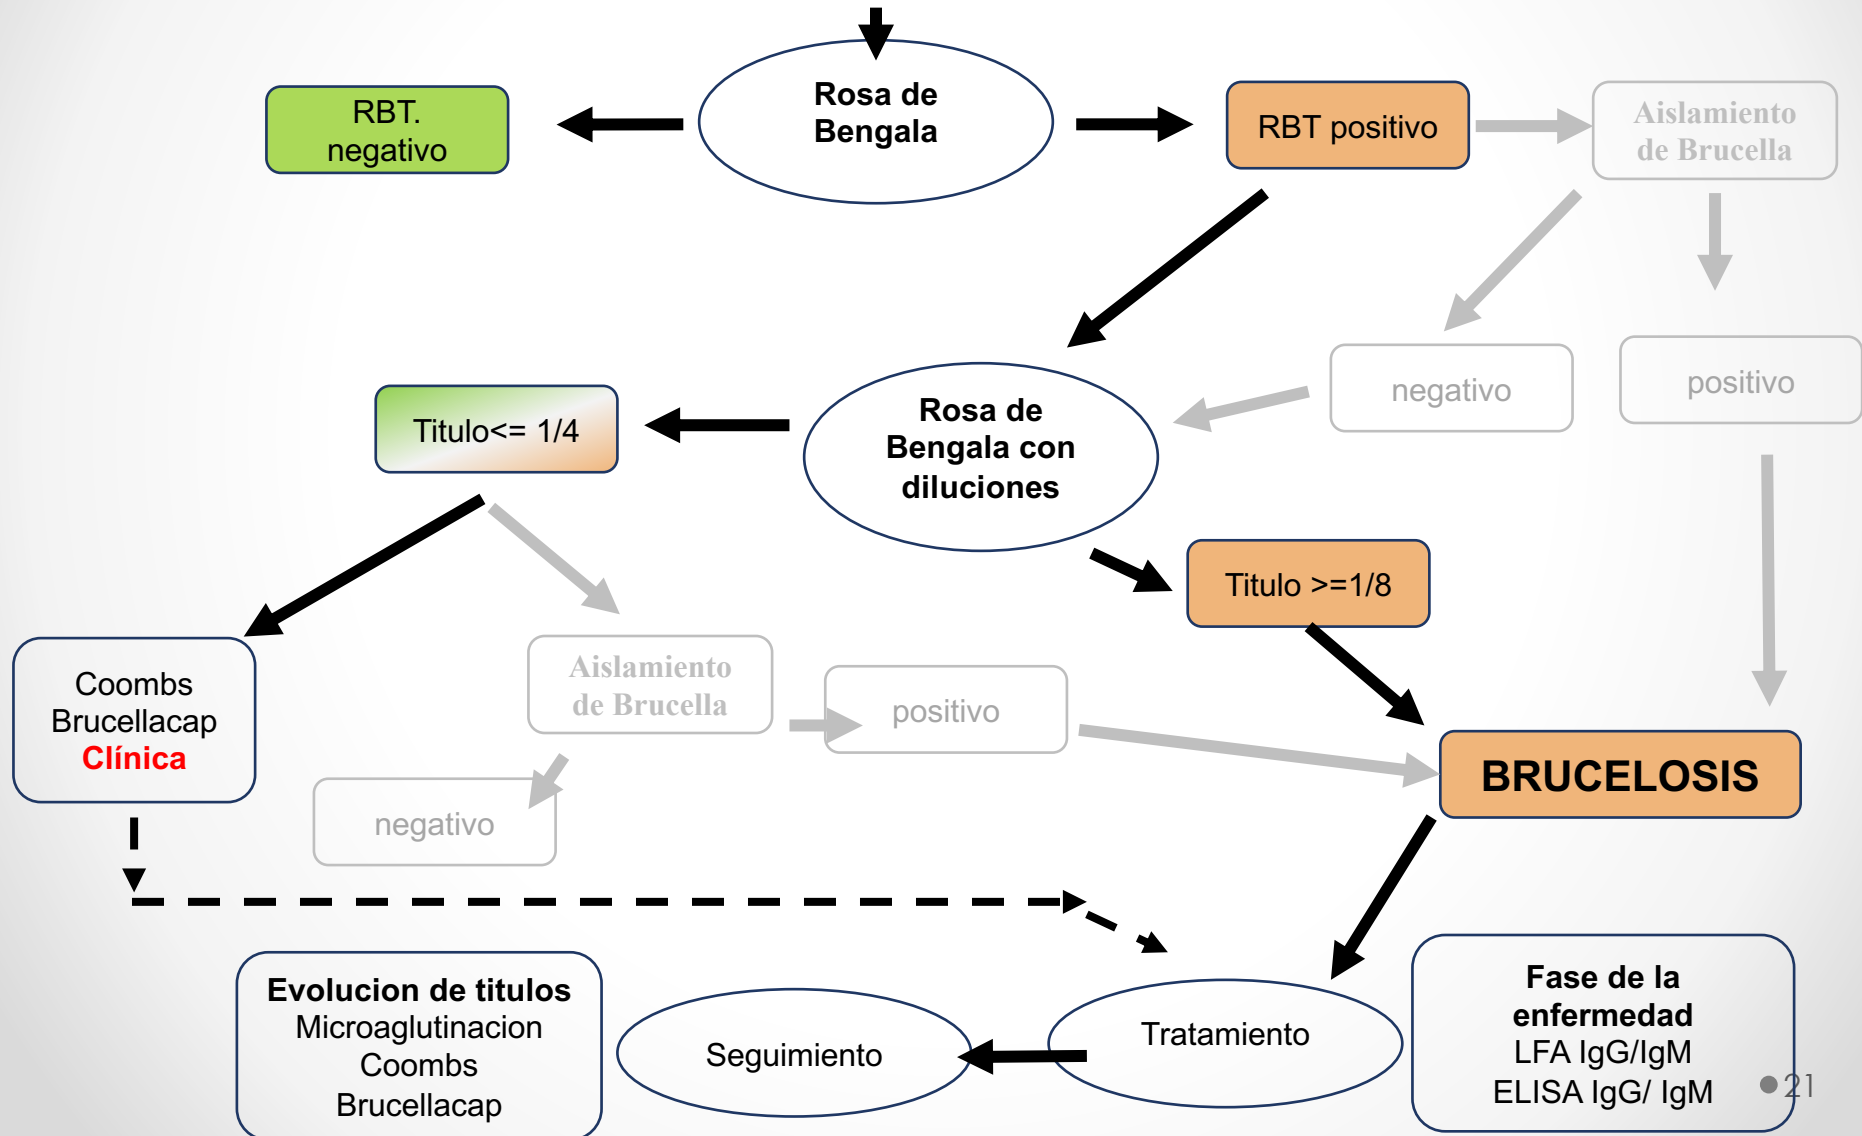 Rosa de
Bengala
RBT.
negativo
RBT positivo
Aislamiento
de Brucella
negativo
positivo
Rosa de
Bengala con
diluciones
Titulo<= 1/4
Titulo >=1/8
Coombs
Brucellacap
Clínica
Aislamiento
de Brucella
positivo
negativo
BRUCELOSIS
Evolucion de titulos
Microaglutinacion
Coombs
Brucellacap
Seguimiento
Tratamiento
Fase de la
enfermedad
LFA IgG/IgM
ELISA IgG/ IgM
●21